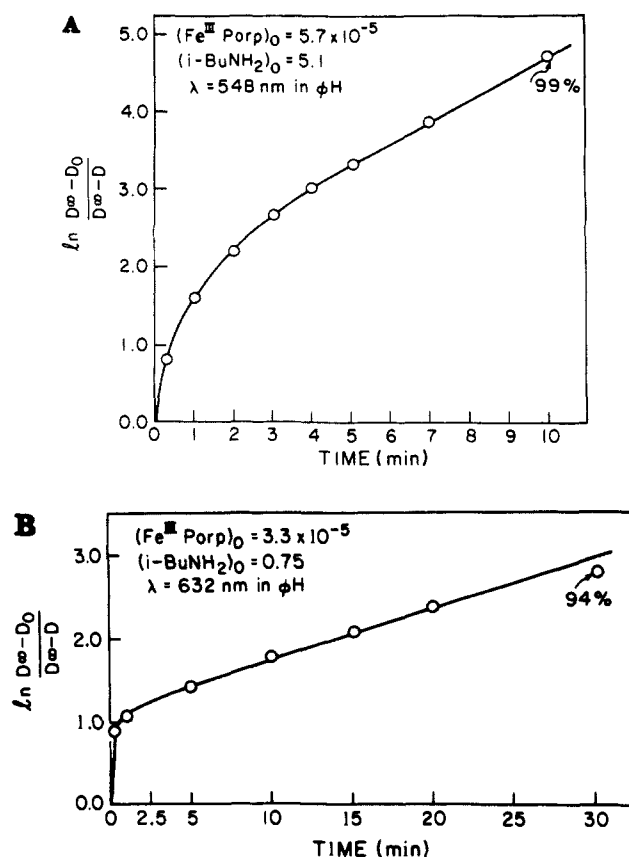 A
(Feᴵᴵᴵ Porp)₀ = 5.7 x 10⁻⁵
(i-BuNH₂)₀ = 5.1
λ = 548 nm in φH
99%
ln D∞-D₀ / D∞-D
5.0
4.0
3.0
2.0
1.0
0.0
0 1 2 3 4 5 6 7 8 9 10
TIME (min)
B
(Feᴵᴵᴵ Porp)₀ = 3.3 x 10⁻⁵
(i-BuNH₂)₀ = 0.75
λ = 632 nm in φH
94%
ln D∞-D₀ / D∞-D
3.0
2.0
1.0
0.0
0 2.5 5 10 15 20 25 30
TIME (min)